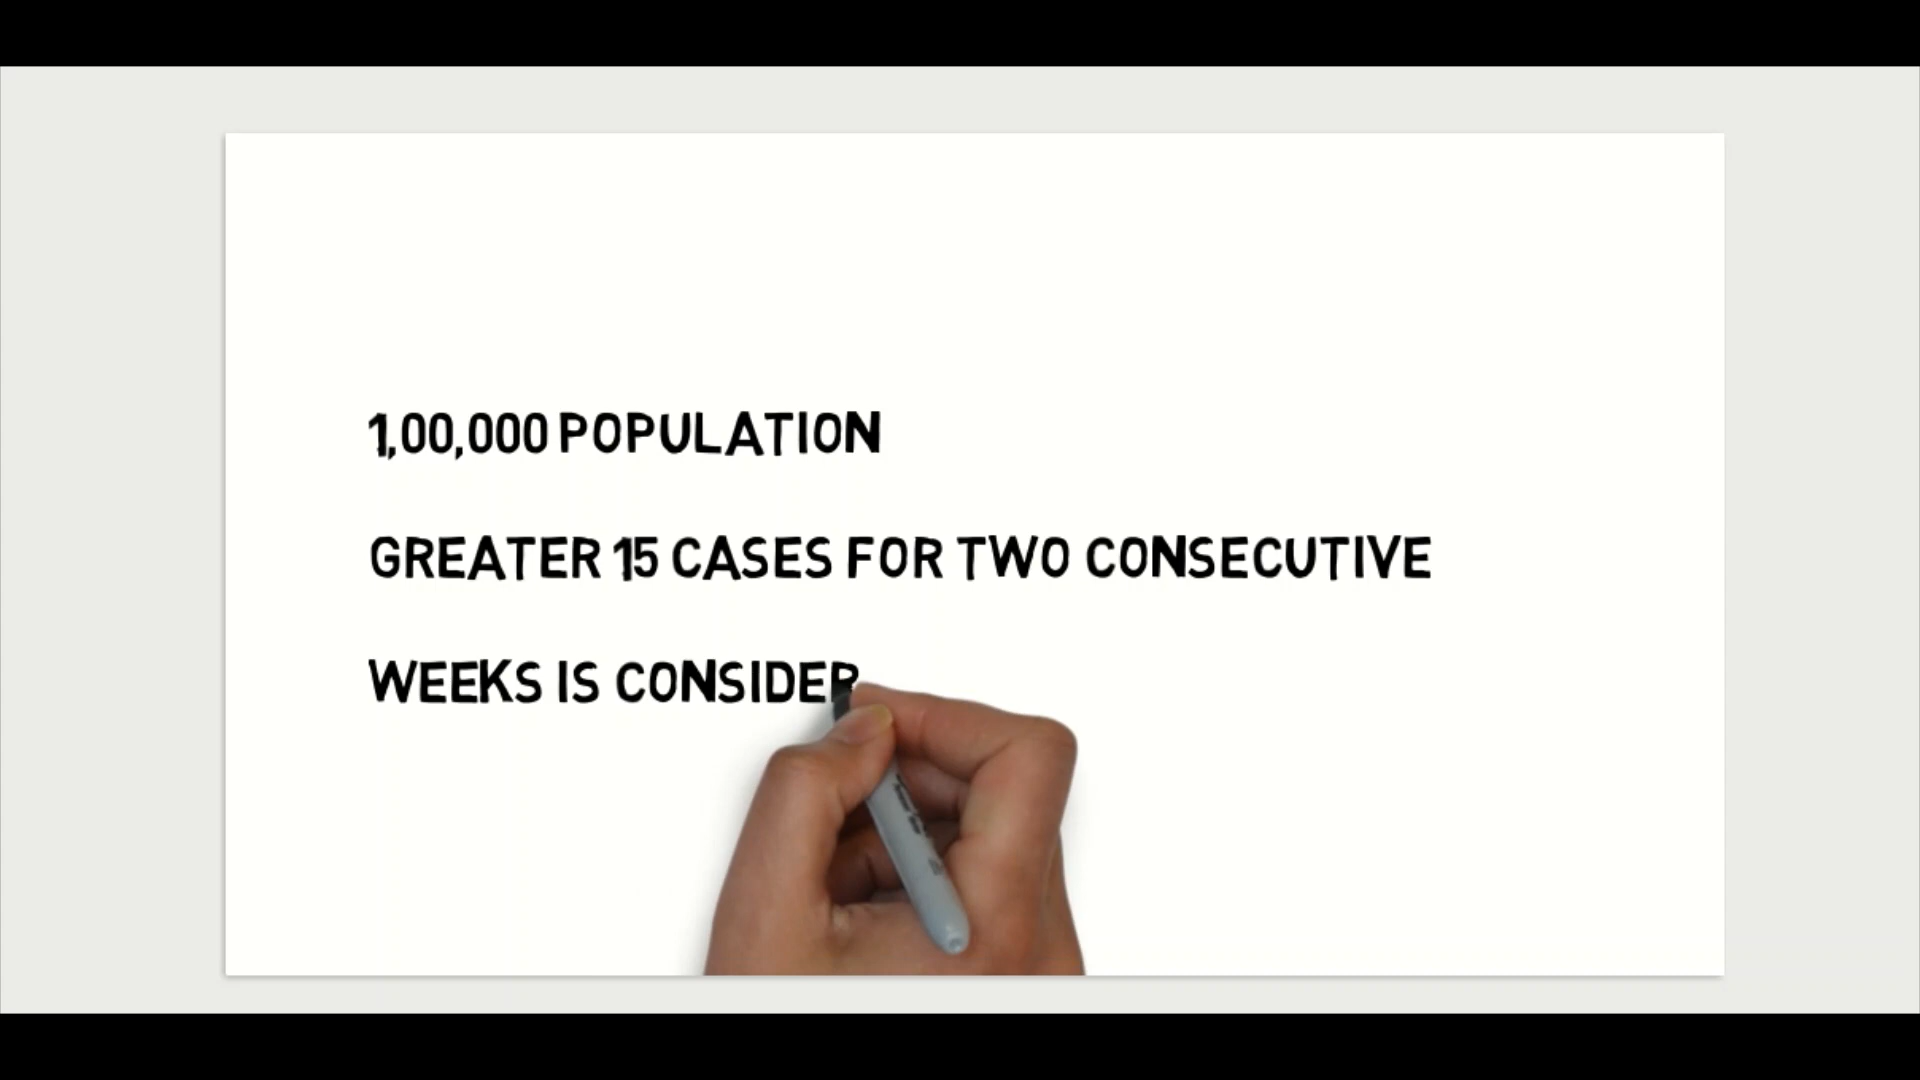 1,00,000 POPULATION
GREATER 15 CASES FOR TWO CONSECUTIVE
WEEKS IS CONSIDER